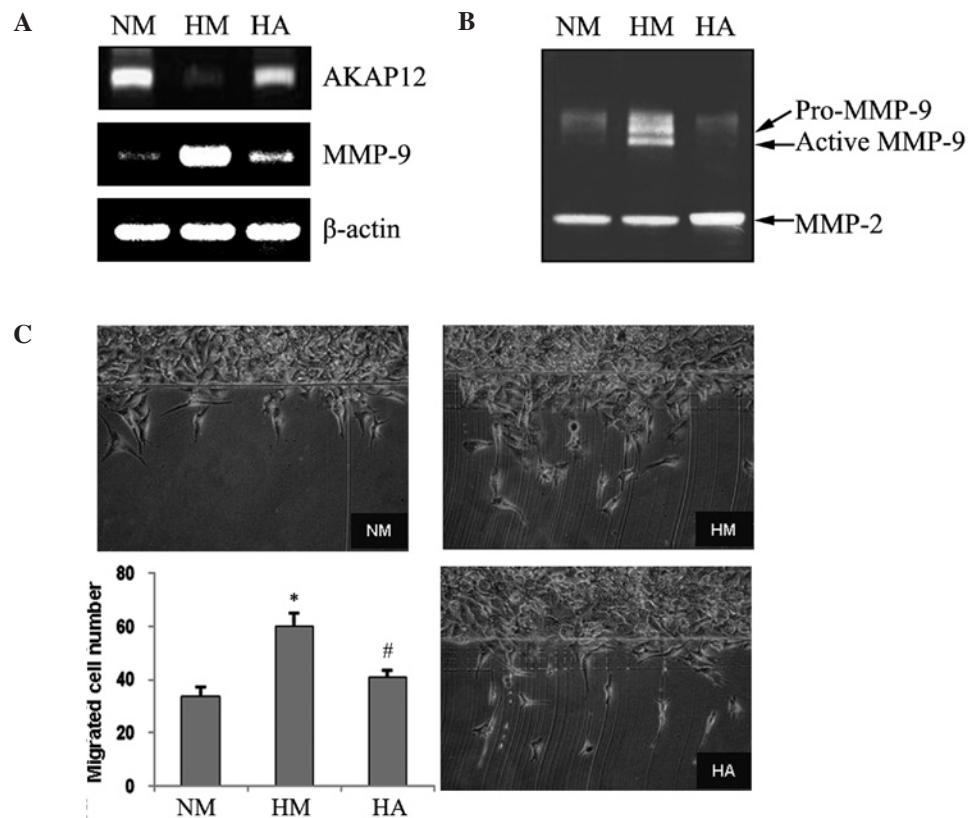 A
NM HM HA
AKAP12
MMP-9
β-actin
B
NM HM HA
Pro-MMP-9
Active MMP-9
MMP-2
C
NM
HM
Migrated cell number
80
60
40
20
0
*
#
NM HM HA
HA